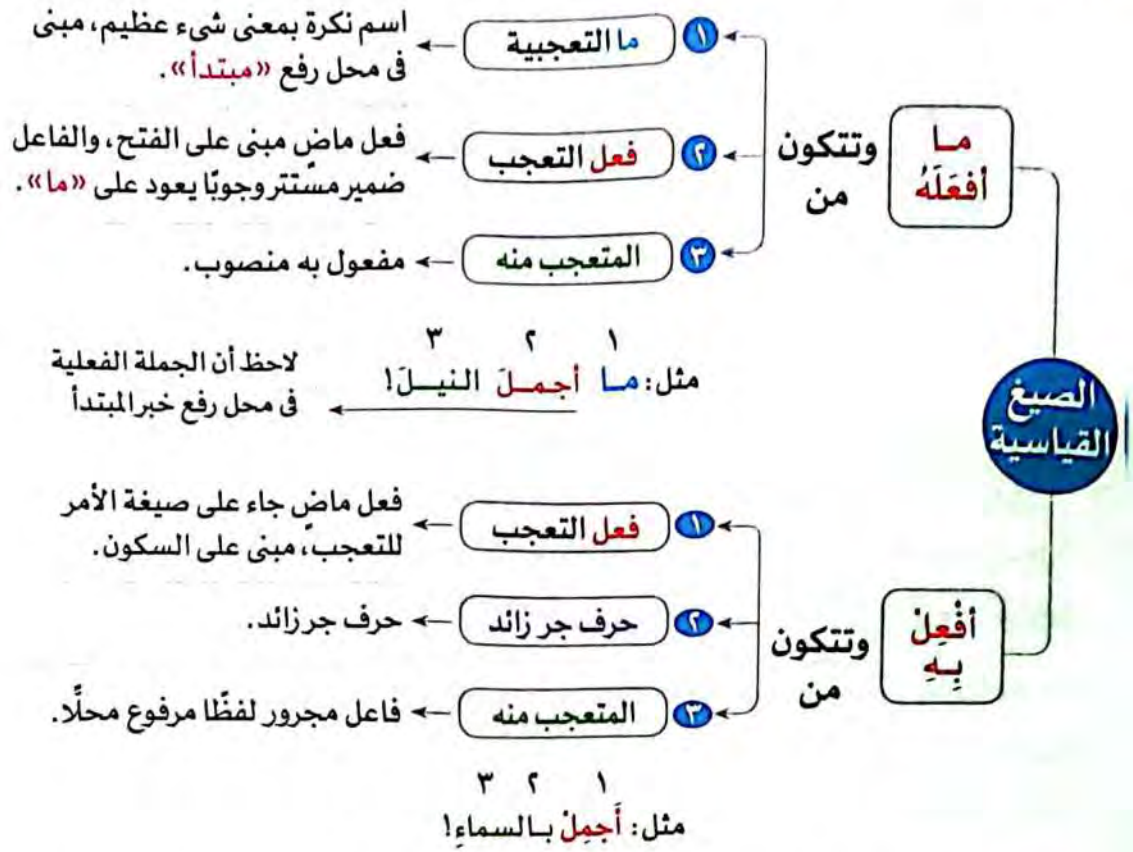 الصيغ
القياسية
ما
أفعَلَهُ
وتتكون
من
١ ما التعجبية
اسم نكرة بمعنى شىء عظيم، مبنى
فى محل رفع «مبتدأ».
٢ فعل التعجب
فعل ماضٍ مبنى على الفتح، والفاعل
ضمير مستتر وجوبًا يعود على «ما».
٣ المتعجب منه
مفعول به منصوب.
١ ٢ ٣
مثل: ما أجمـلَ النيـلَ!
لاحظ أن الجملة الفعلية
فى محل رفع خبر المبتدأ
أفْعِلْ
بِهِ
وتتكون
من
١ فعل التعجب
فعل ماضٍ جاء على صيغة الأمر
للتعجب، مبنى على السكون.
٢ حرف جر زائد
حرف جر زائد.
٣ المتعجب منه
فاعل مجرور لفظًا مرفوع محلًّا.
١ ٢ ٣
مثل: أَجمِلْ بـالسماءِ!